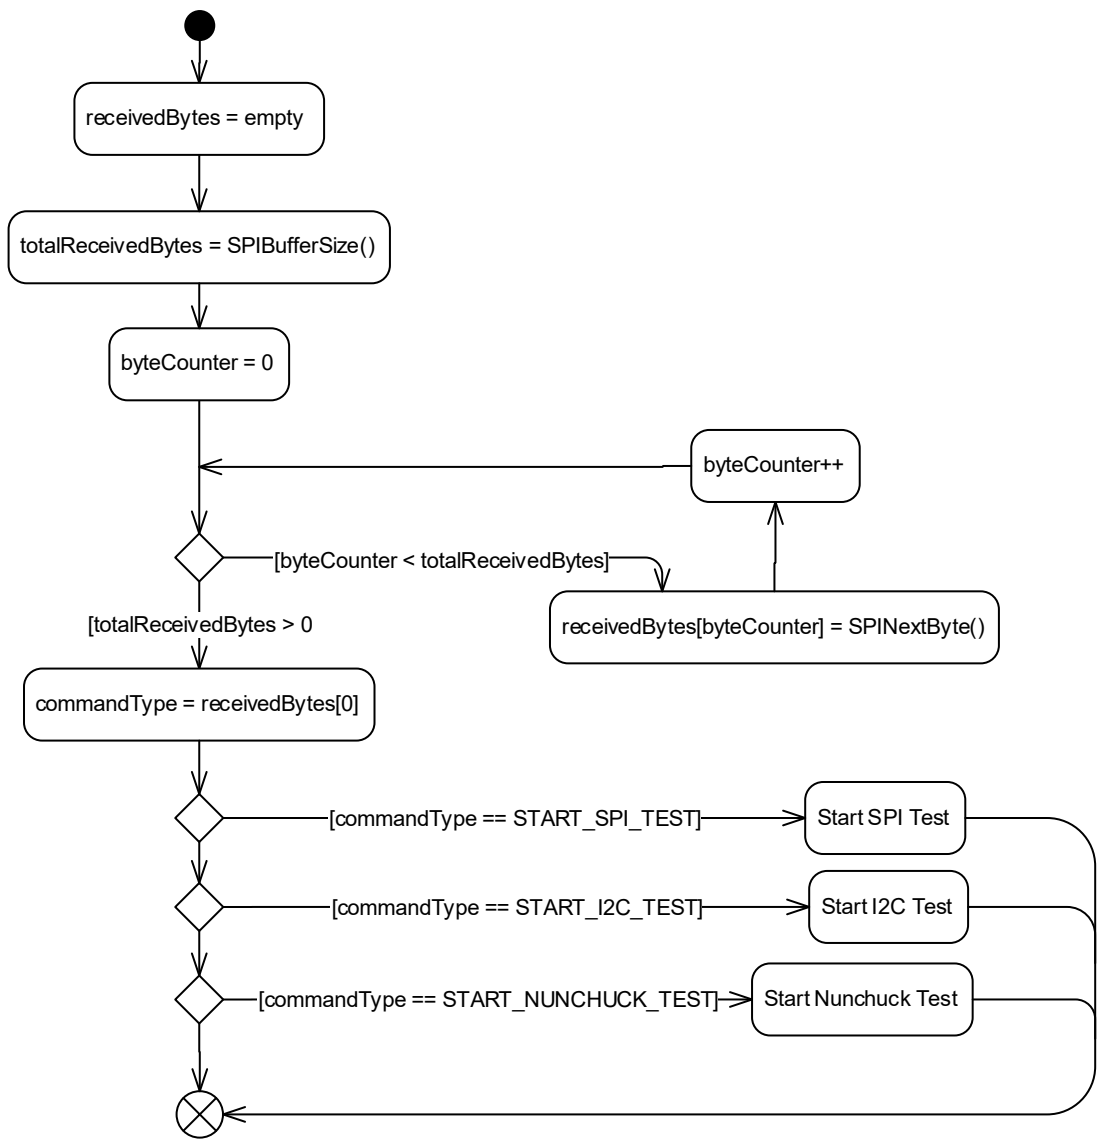 receivedBytes = empty
totalReceivedBytes = SPIBufferSize()
byteCounter = 0
byteCounter++
[byteCounter < totalReceivedBytes]
[totalReceivedBytes > 0
receivedBytes[byteCounter] = SPINextByte()
commandType = receivedBytes[0]
[commandType == START_SPI_TEST]
Start SPI Test
[commandType == START_I2C_TEST]
Start I2C Test
[commandType == START_NUNCHUCK_TEST]
Start Nunchuck Test